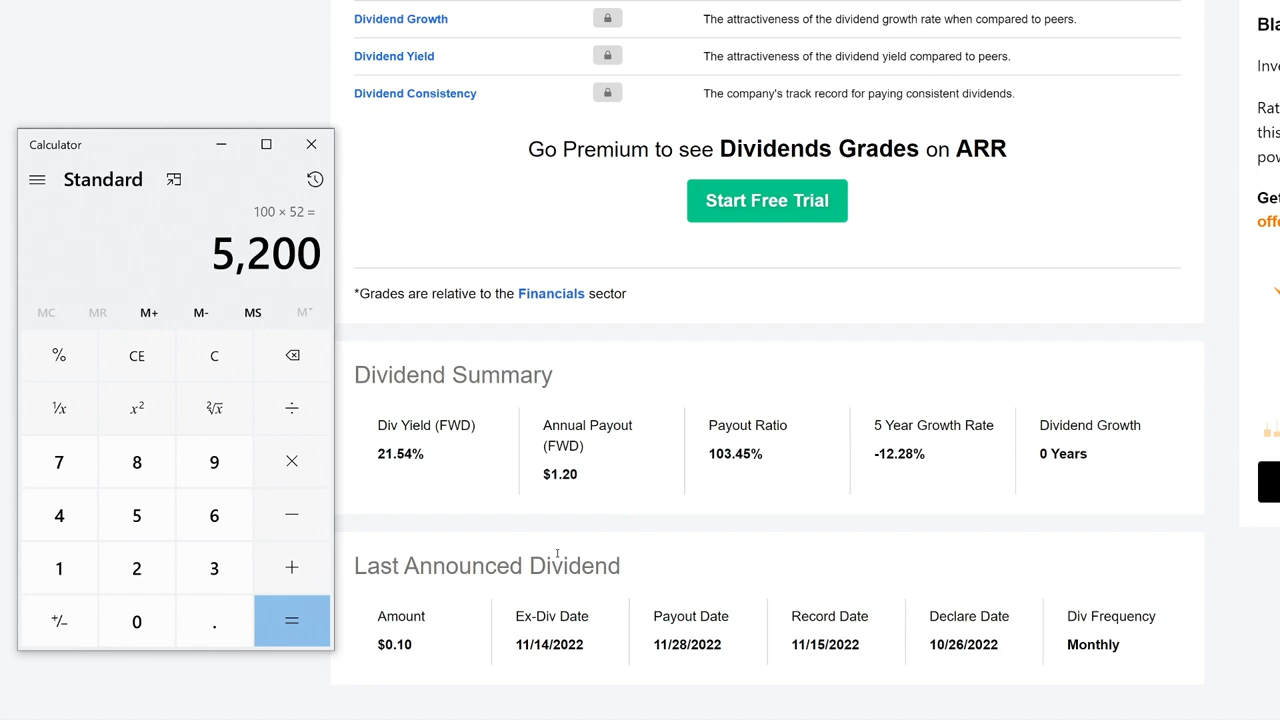 Dividend Growth
The attractiveness of the dividend growth rate when compared to peers.
Dividend Yield
The attractiveness of the dividend yield compared to peers.
Dividend Consistency
The company's track record for paying consistent dividends.
Go Premium to see Dividends Grades on ARR
Start Free Trial
*Grades are relative to the Financials sector
Dividend Summary
Div Yield (FWD)
21.54%
Annual Payout
(FWD)
$1.20
Payout Ratio
103.45%
5 Year Growth Rate
-12.28%
Dividend Growth
0 Years
Last Announced Dividend
Amount
$0.10
Ex-Div Date
11/14/2022
Payout Date
11/28/2022
Record Date
11/15/2022
Declare Date
10/26/2022
Div Frequency
Monthly
Calculator
Standard
100 × 52 =
5,200
MC MR M+ M- MS M˅
% CE C
¹/x x² ²√x ÷
7 8 9 ×
4 5 6 −
1 2 3 +
+/− 0 . =